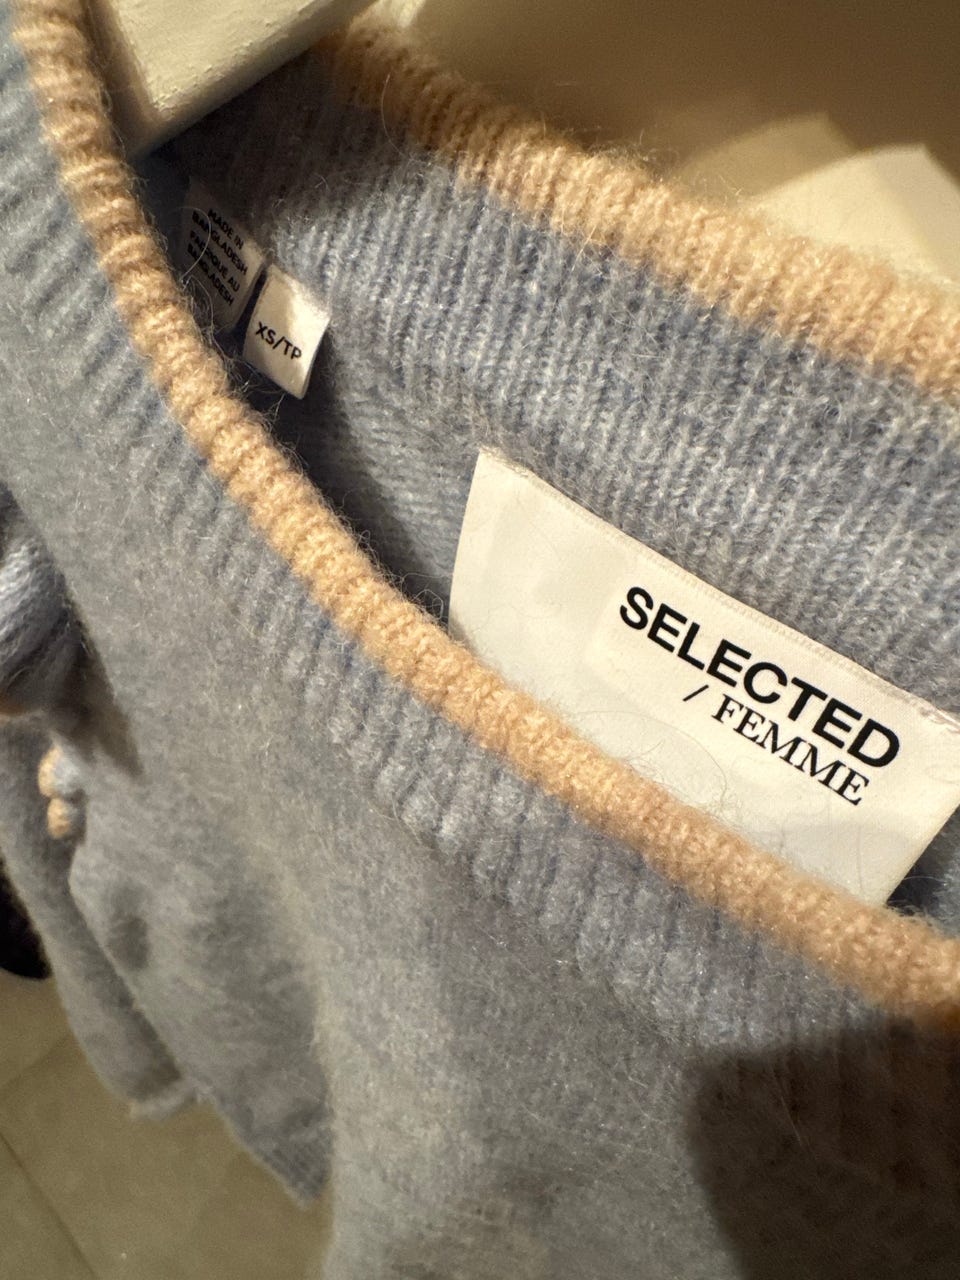 MADE IN
BANGLADESH
FABRIQUÉ AU
BANGLADESH
XS/TP
SELECTED
/ FEMME